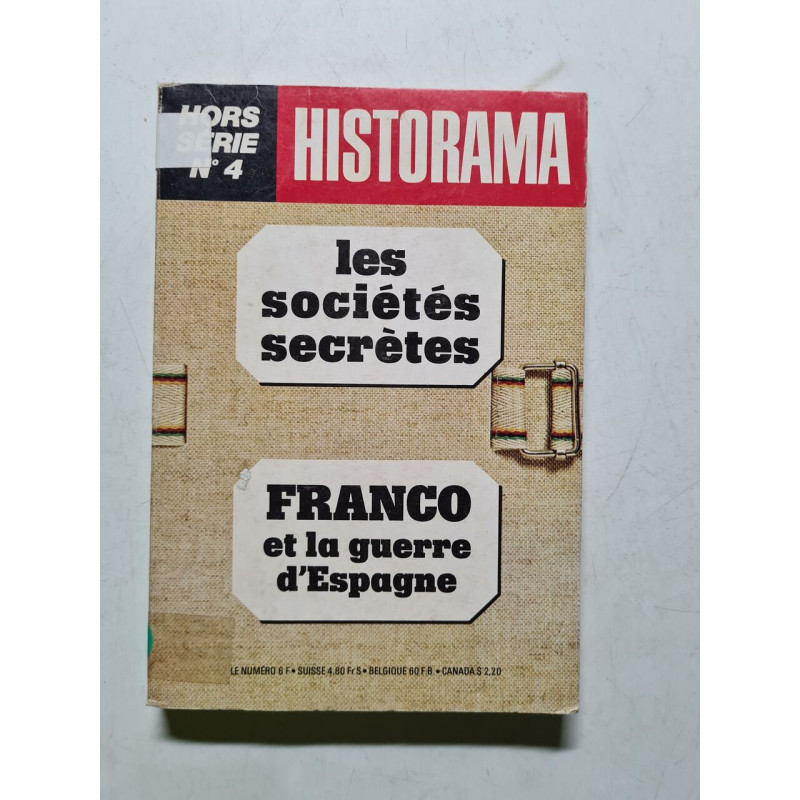 HORS
SÉRIE
N° 4
HISTORAMA
les
sociétés
secrètes
FRANCO
et la guerre
d'Espagne
LE NUMÉRO 6 F • SUISSE 4.80 Fr S • BELGIQUE 60 F.B. • CANADA $ 2,20